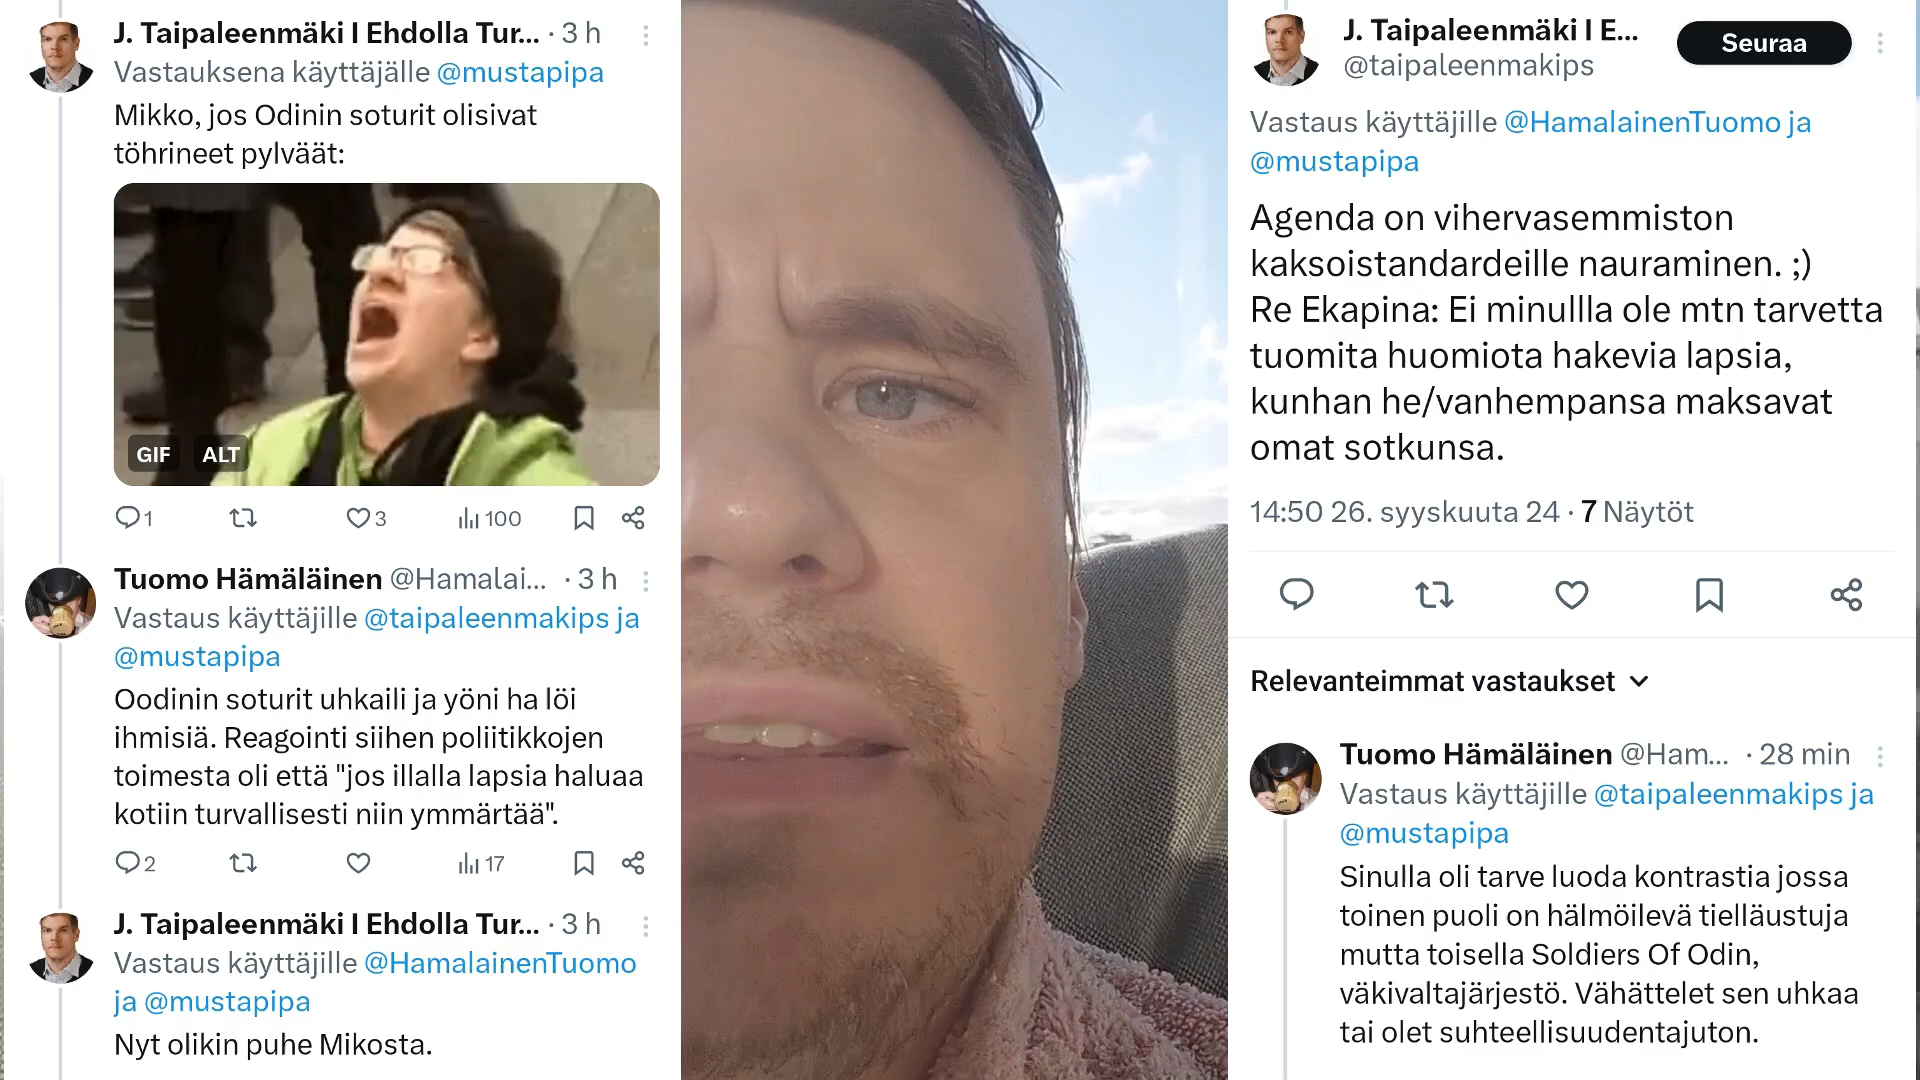 J. Taipaleenmäki I Ehdolla Tur... · 3 h
Vastauksena käyttäjälle @mustapipa
Mikko, jos Odinin soturit olisivat
töhrineet pylväät:
GIF ALT
1 3 100
Tuomo Hämäläinen @Hamalai... · 3 h
Vastaus käyttäjille @taipaleenmakips ja
@mustapipa
Oodinin soturit uhkaili ja yöni ha löi
ihmisiä. Reagointi siihen poliitikkojen
toimesta oli että "jos illalla lapsia haluaa
kotiin turvallisesti niin ymmärtää".
2 17
J. Taipaleenmäki I Ehdolla Tur... · 3 h
Vastaus käyttäjille @HamalainenTuomo
ja @mustapipa
Nyt olikin puhe Mikosta.
J. Taipaleenmäki I E...
Seuraa
@taipaleenmakips
Vastaus käyttäjille @HamalainenTuomo ja
@mustapipa
Agenda on vihervasemmiston
kaksoistandardeille nauraminen. ;)
Re Ekapina: Ei minullla ole mtn tarvetta
tuomita huomiota hakevia lapsia,
kunhan he/vanhempansa maksavat
omat sotkunsa.
14:50 26. syyskuuta 24 · 7 Näytöt
Relevanteimmat vastaukset
Tuomo Hämäläinen @Ham... · 28 min
Vastaus käyttäjille @taipaleenmakips ja
@mustapipa
Sinulla oli tarve luoda kontrastia jossa
toinen puoli on hälmöilevä tielläustuja
mutta toisella Soldiers Of Odin,
väkivaltajärjestö. Vähättelet sen uhkaa
tai olet suhteellisuudentajuton.